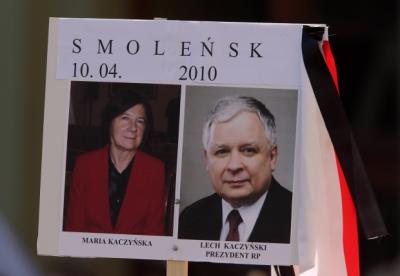 SMOLEŃSK
10.04. 2010
MARIA KACZYŃSKA
LECH KACZYŃSKI
PREZYDENT RP